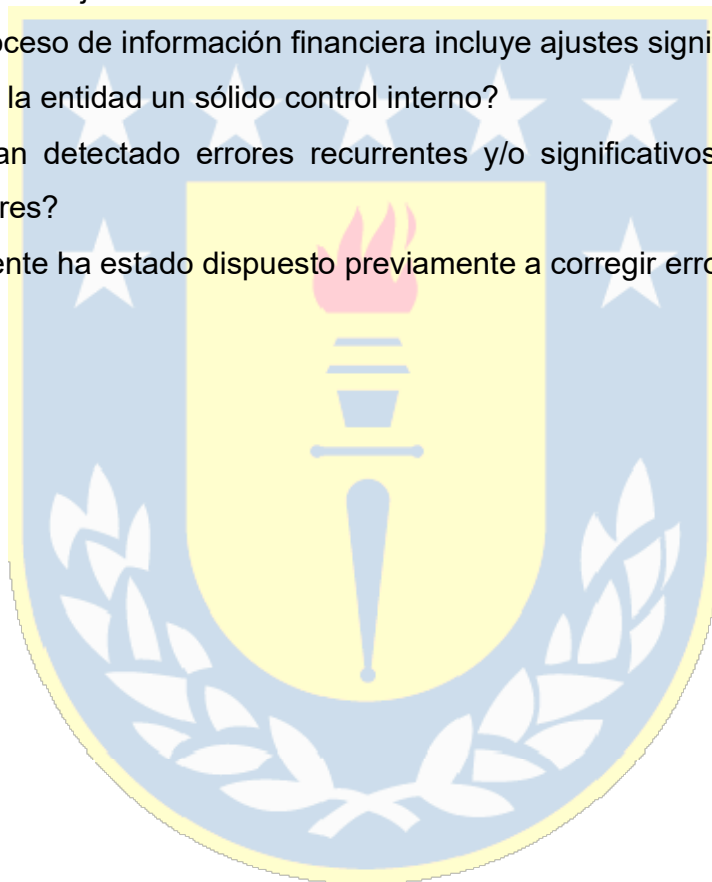 oceso de información financiera incluye ajustes signi
la entidad un sólido control interno?
an detectado errores recurrentes y/o significativos
res?
ente ha estado dispuesto previamente a corregir erro